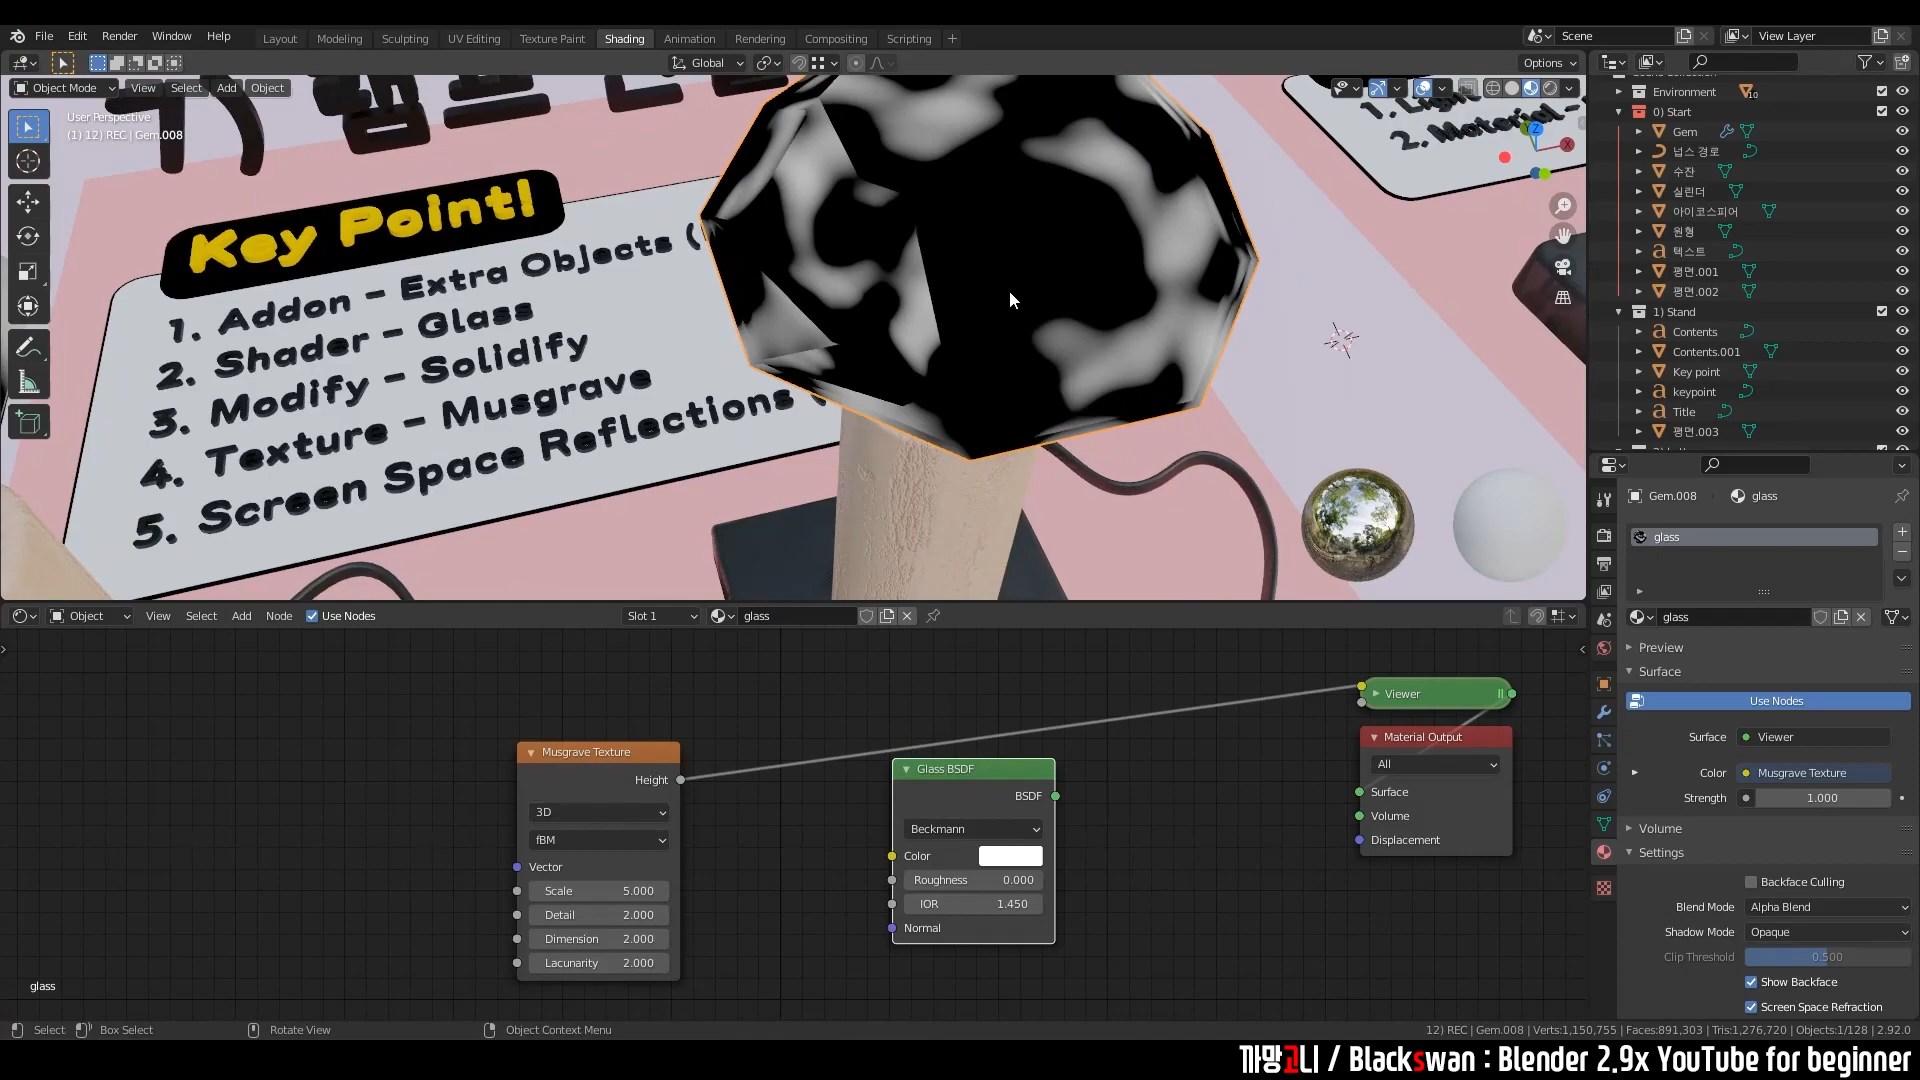 File Edit Render Window Help
Layout Modeling Sculpting UV Editing Texture Paint Shading Animation Rendering Compositing Scripting
Scene
View Layer
Global
Options
Object Mode View Select Add Object
User Perspective
(1) 12) REC | Gem.008
Key Point!
1. Addon - Extra Objects (
2. Shader - Glass
3. Modify - Solidify
4. Texture - Musgrave
5. Screen Space Reflections
2. Material
Environment
10
0) Start
Gem
넙스 경로
수잔
실린더
아이코스피어
원형
텍스트
평면.001
평면.002
1) Stand
Contents
Contents.001
Key point
keypoint
Title
평면.003
Gem.008
glass
glass
glass
Preview
Surface
Use Nodes
Surface Viewer
Color Musgrave Texture
Strength 1.000
Volume
Settings
Backface Culling
Blend Mode Alpha Blend
Shadow Mode Opaque
Clip Threshold 0.500
Show Backface
Screen Space Refraction
Object View Select Add Node Use Nodes
Slot 1
glass
Viewer
Material Output
All
Surface
Volume
Displacement
Musgrave Texture
Height
3D
fBM
Vector
Scale 5.000
Detail 2.000
Dimension 2.000
Lacunarity 2.000
Glass BSDF
BSDF
Beckmann
Color
Roughness 0.000
IOR 1.450
Normal
glass
Select Box Select Rotate View Object Context Menu
12) REC | Gem.008 | Verts:1,150,755 | Faces:891,303 | Tris:1,276,720 | Objects:1/128 | 2.92.0
까망고니 / Blackswan : Blender 2.9x YouTube for beginner